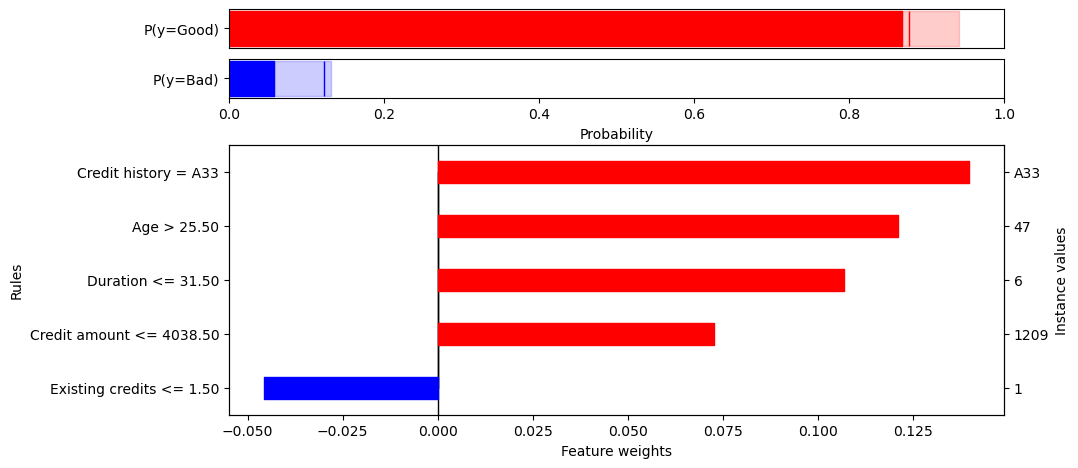 P(y=Good)
P(y=Bad)
0.0 0.2 0.4 0.6 0.8 1.0
Probability
Credit history = A33 A33
Age > 25.50 47
Duration <= 31.50 6
Credit amount <= 4038.50 1209
Existing credits <= 1.50 1
Rules
Instance values
−0.050 −0.025 0.000 0.025 0.050 0.075 0.100 0.125
Feature weights